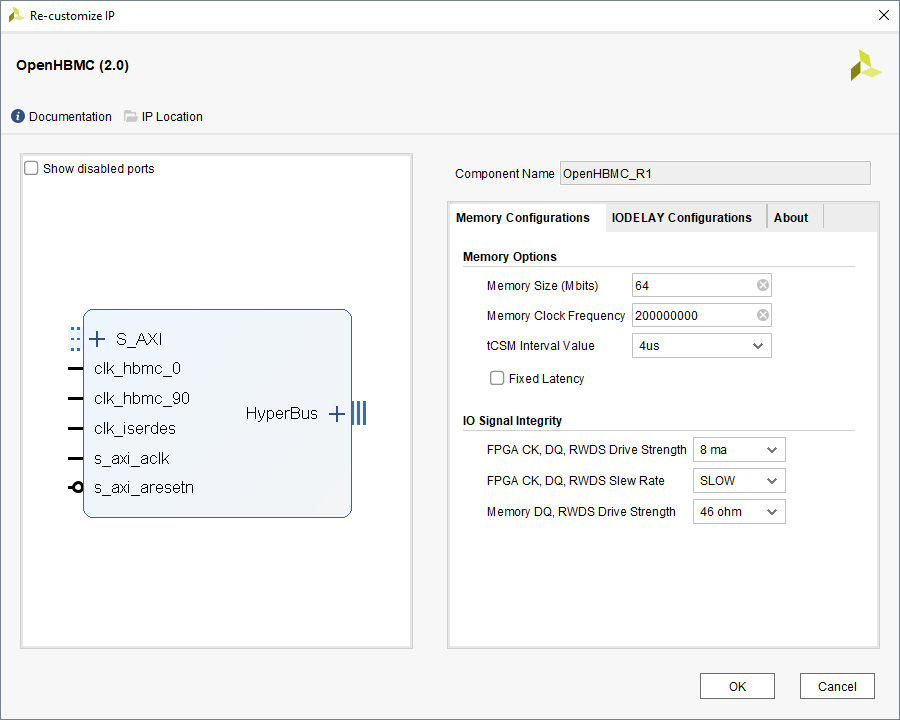 Re-customize IP
OpenHBMC (2.0)
Documentation IP Location
Show disabled ports
S_AXI
clk_hbmc_0
clk_hbmc_90
clk_iserdes
s_axi_aclk
s_axi_aresetn
HyperBus
Component Name OpenHBMC_R1
Memory Configurations IODELAY Configurations About
Memory Options
Memory Size (Mbits) 64
Memory Clock Frequency 200000000
tCSM Interval Value 4us
Fixed Latency
IO Signal Integrity
FPGA CK, DQ, RWDS Drive Strength 8 ma
FPGA CK, DQ, RWDS Slew Rate SLOW
Memory DQ, RWDS Drive Strength 46 ohm
OK Cancel